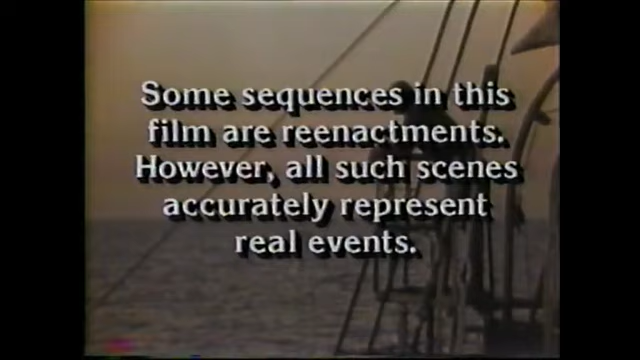 Some sequences in this
film are reenactments.
However, all such scenes
accurately represent
real events.